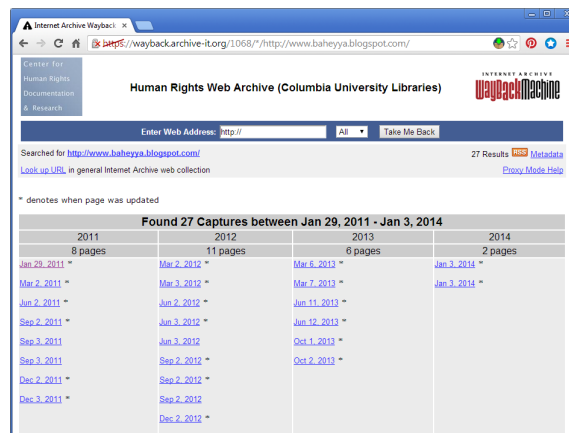 Internet Archive Wayback
https://wayback.archive-it.org/1068/*/http://www.baheyya.blogspot.com/
Center for
Human Rights
Documentation
& Research
Human Rights Web Archive (Columbia University Libraries)
INTERNET ARCHIVE
WayBackMachine
Enter Web Address: http:// All Take Me Back
Searched for http://www.baheyya.blogspot.com/ 27 Results RSS Metadata
Look up URL in general Internet Archive web collection Proxy Mode Help
* denotes when page was updated
Found 27 Captures between Jan 29, 2011 - Jan 3, 2014
2011 2012 2013 2014
8 pages 11 pages 6 pages 2 pages
Jan 29, 2011 * Mar 2, 2012 * Mar 6, 2013 * Jan 3, 2014 *
Mar 2, 2011 * Mar 3, 2012 * Mar 7, 2013 * Jan 3, 2014 *
Jun 2, 2011 * Jun 2, 2012 * Jun 11, 2013 *
Sep 2, 2011 * Jun 3, 2012 * Jun 12, 2013 *
Sep 3, 2011 Jun 3, 2012 Oct 1, 2013 *
Sep 3, 2011 Sep 2, 2012 * Oct 2, 2013 *
Dec 2, 2011 * Sep 2, 2012 *
Dec 3, 2011 * Sep 2, 2012
Dec 2, 2012 *